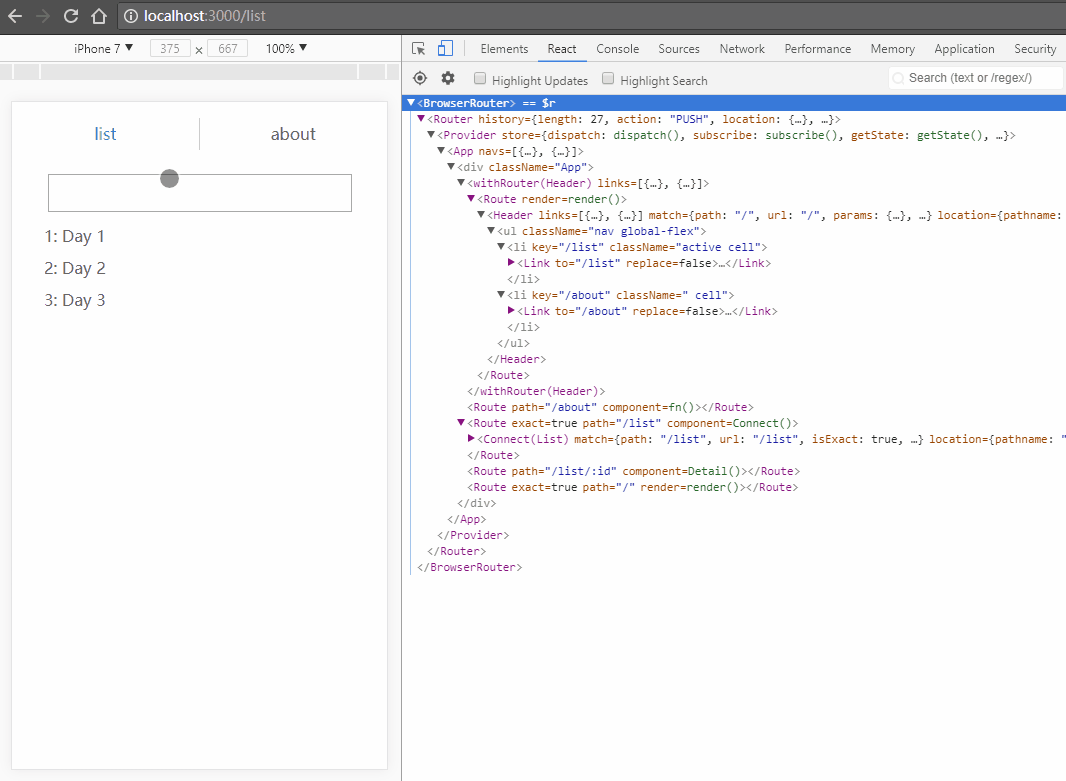 localhost:3000/list
iPhone 7 ▼ 375 × 667 100% ▼
Elements React Console Sources Network Performance Memory Application Security
Highlight Updates Highlight Search Search (text or /regex/)
list about
1: Day 1
2: Day 2
3: Day 3
▼<BrowserRouter> == $r
▼<Router history={length: 27, action: "PUSH", location: {…}, …}>
▼<Provider store={dispatch: dispatch(), subscribe: subscribe(), getState: getState(), …}>
▼<App navs=[{…}, {…}]>
▼<div className="App">
▼<withRouter(Header) links=[{…}, {…}]>
▼<Route render=render()>
▼<Header links=[{…}, {…}] match={path: "/", url: "/", params: {…}, …} location={pathname:
▼<ul className="nav global-flex">
▼<li key="/list" className="active cell">
▶<Link to="/list" replace=false>…</Link>
</li>
▼<li key="/about" className=" cell">
▶<Link to="/about" replace=false>…</Link>
</li>
</ul>
</Header>
</Route>
</withRouter(Header)>
<Route path="/about" component=fn()></Route>
▼<Route exact=true path="/list" component=Connect()>
▶<Connect(List) match={path: "/list", url: "/list", isExact: true, …} location={pathname: "
</Route>
<Route path="/list/:id" component=Detail()></Route>
<Route exact=true path="/" render=render()></Route>
</div>
</App>
</Provider>
</Router>
</BrowserRouter>